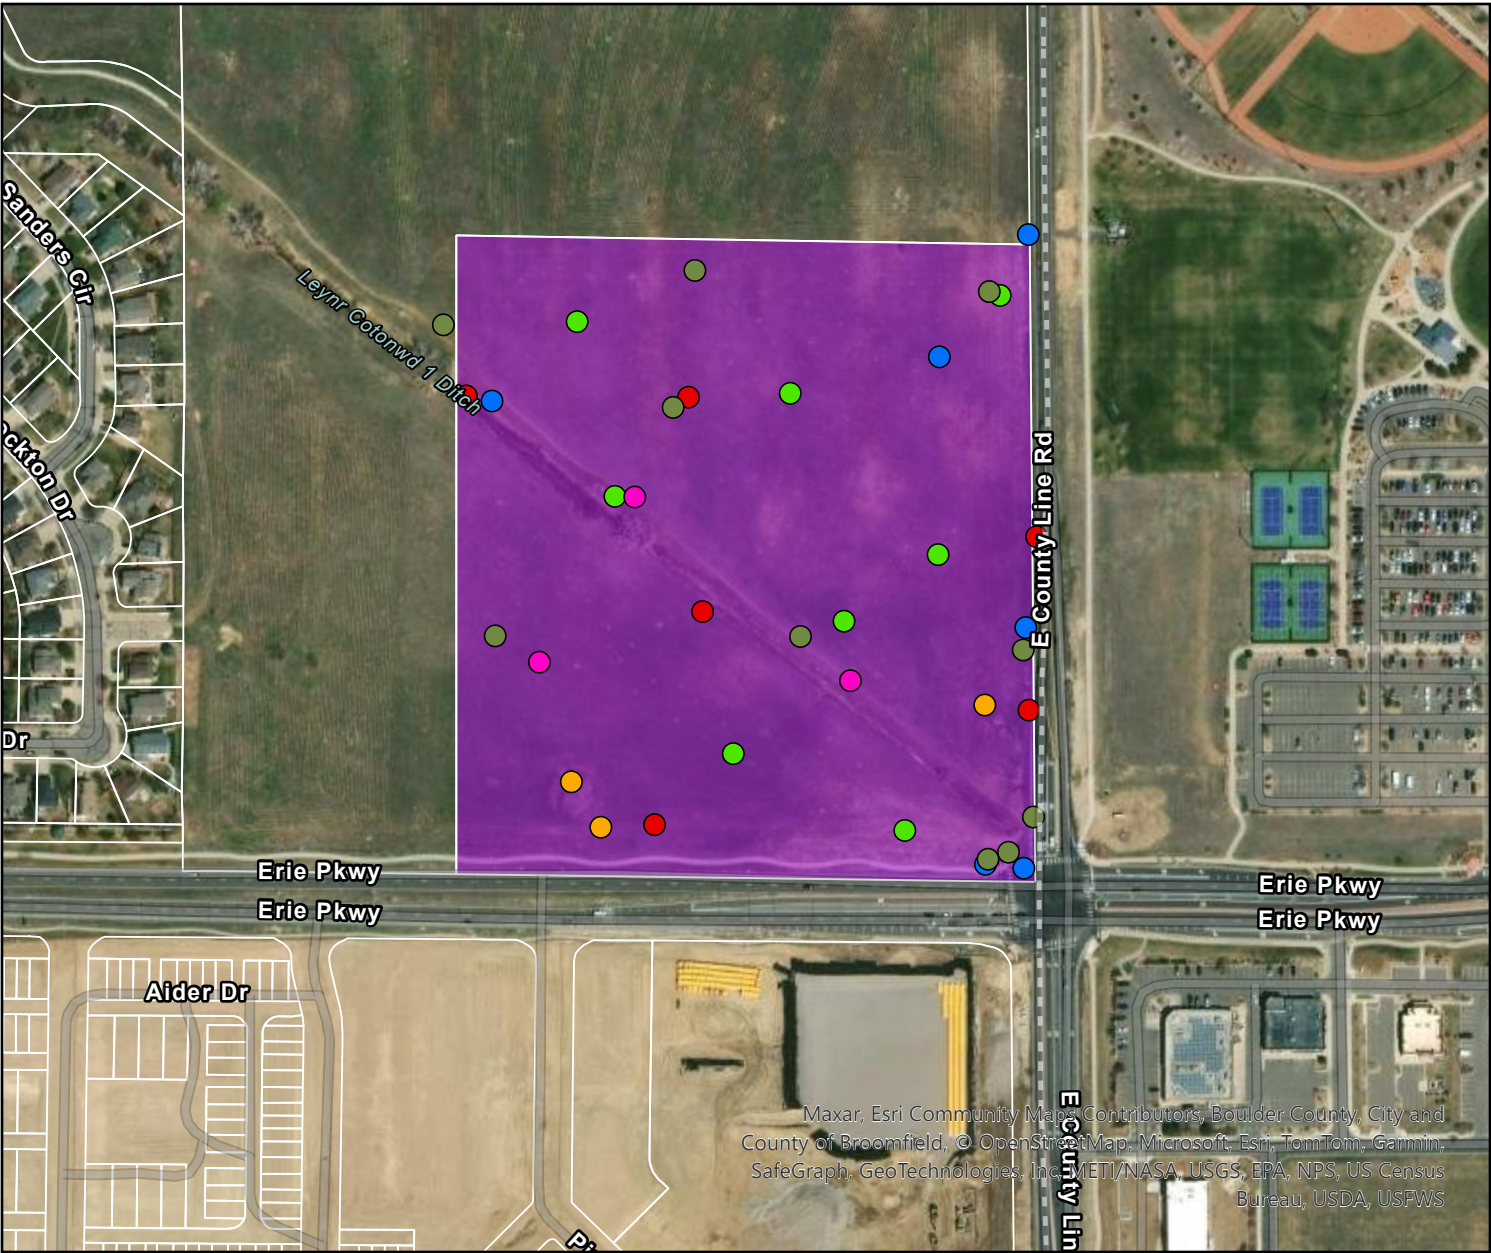 Sanders Cir
Leynr Cotonwd 1 Ditch
ckton Dr
E County Line Rd
Dr
Erie Pkwy
Erie Pkwy
Erie Pkwy
Erie Pkwy
Aider Dr
E County Lin
Maxar, Esri Community Maps Contributors, Boulder County, City and
County of Broomfield, © OpenStreetMap, Microsoft, Esri, TomTom, Garmin,
SafeGraph, GeoTechnologies, Inc, METI/NASA, USGS, EPA, NPS, US Census
Bureau, USDA, USFWS